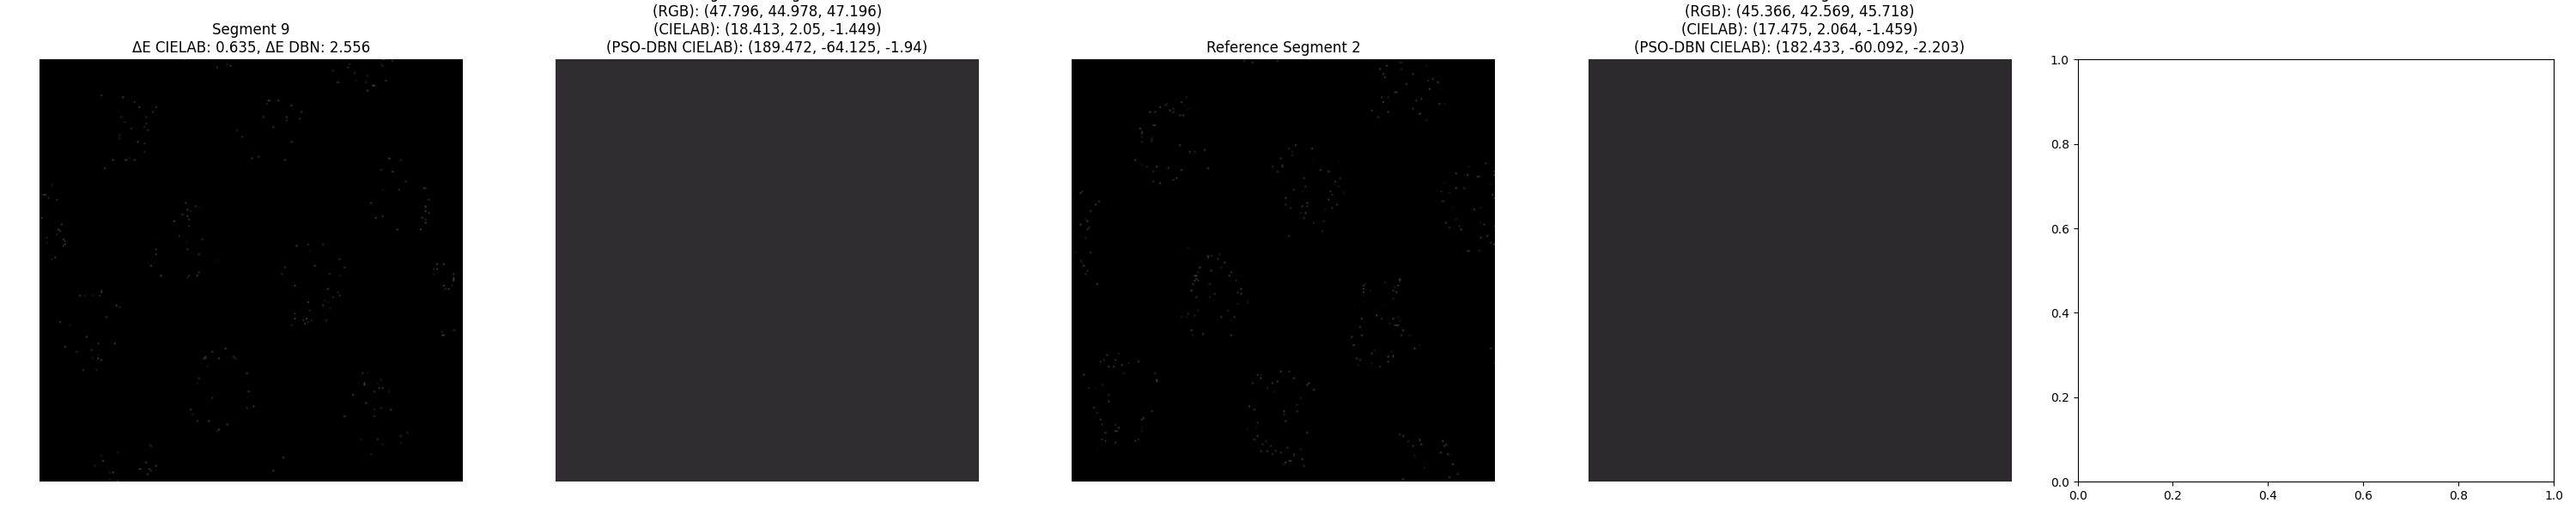 Segment 9
ΔE CIELAB: 0.635, ΔE DBN: 2.556
(RGB): (47.796, 44.978, 47.196)
(CIELAB): (18.413, 2.05, -1.449)
(PSO-DBN CIELAB): (189.472, -64.125, -1.94)
Reference Segment 2
(RGB): (45.366, 42.569, 45.718)
(CIELAB): (17.475, 2.064, -1.459)
(PSO-DBN CIELAB): (182.433, -60.092, -2.203)
1.0
0.8
0.6
0.4
0.2
0.0
0.0 0.2 0.4 0.6 0.8 1.0